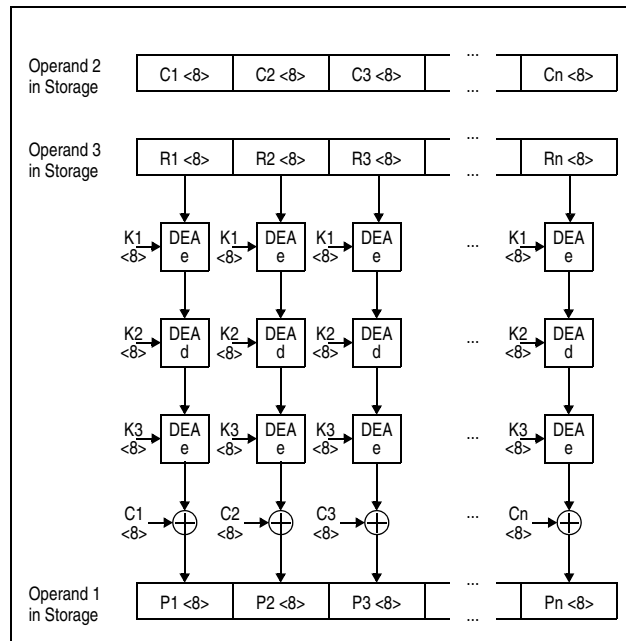 ...
Operand 2
in Storage
C1 <8> C2 <8> C3 <8> Cn <8>
...
...
Operand 3
in Storage
R1 <8> R2 <8> R3 <8> Rn <8>
...
K1 DEA K1 DEA K1 DEA ... K1 DEA
<8> e <8> e <8> e <8> e
K2 DEA K2 DEA K2 DEA ... K2 DEA
<8> d <8> d <8> d <8> d
K3 DEA K3 DEA K3 DEA ... K3 DEA
<8> e <8> e <8> e <8> e
C1 C2 C3 ... Cn
<8> <8> <8> <8>
...
Operand 1
in Storage
P1 <8> P2 <8> P3 <8> Pn <8>
...